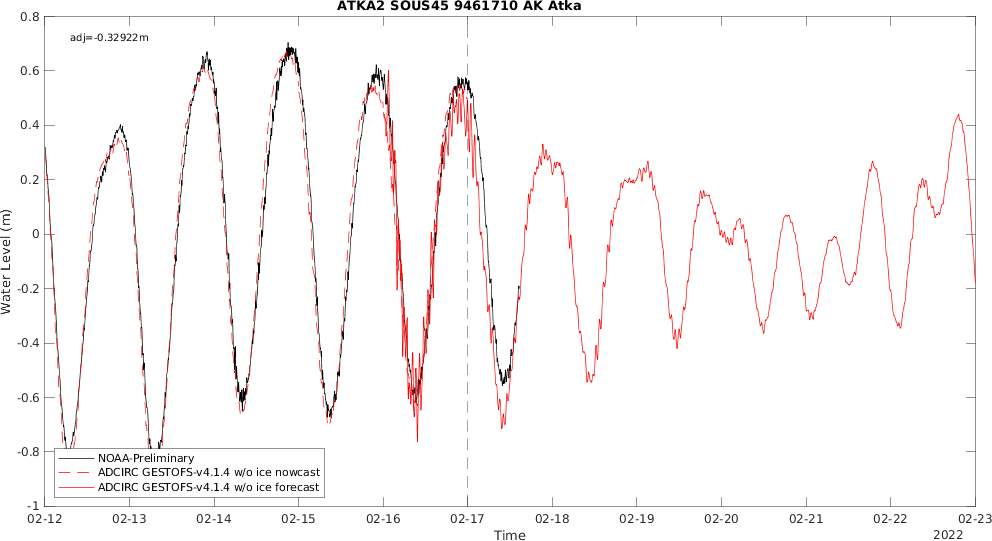 ATKA2 SOUS45 9461710 AK Atka
adj=-0.32922m
0.8
0.6
0.4
0.2
0
-0.2
-0.4
-0.6
-0.8
-1
Water Level (m)
NOAA-Preliminary
ADCIRC GESTOFS-v4.1.4 w/o ice nowcast
ADCIRC GESTOFS-v4.1.4 w/o ice forecast
02-12 02-13 02-14 02-15 02-16 02-17 02-18 02-19 02-20 02-21 02-22 02-23
Time
2022